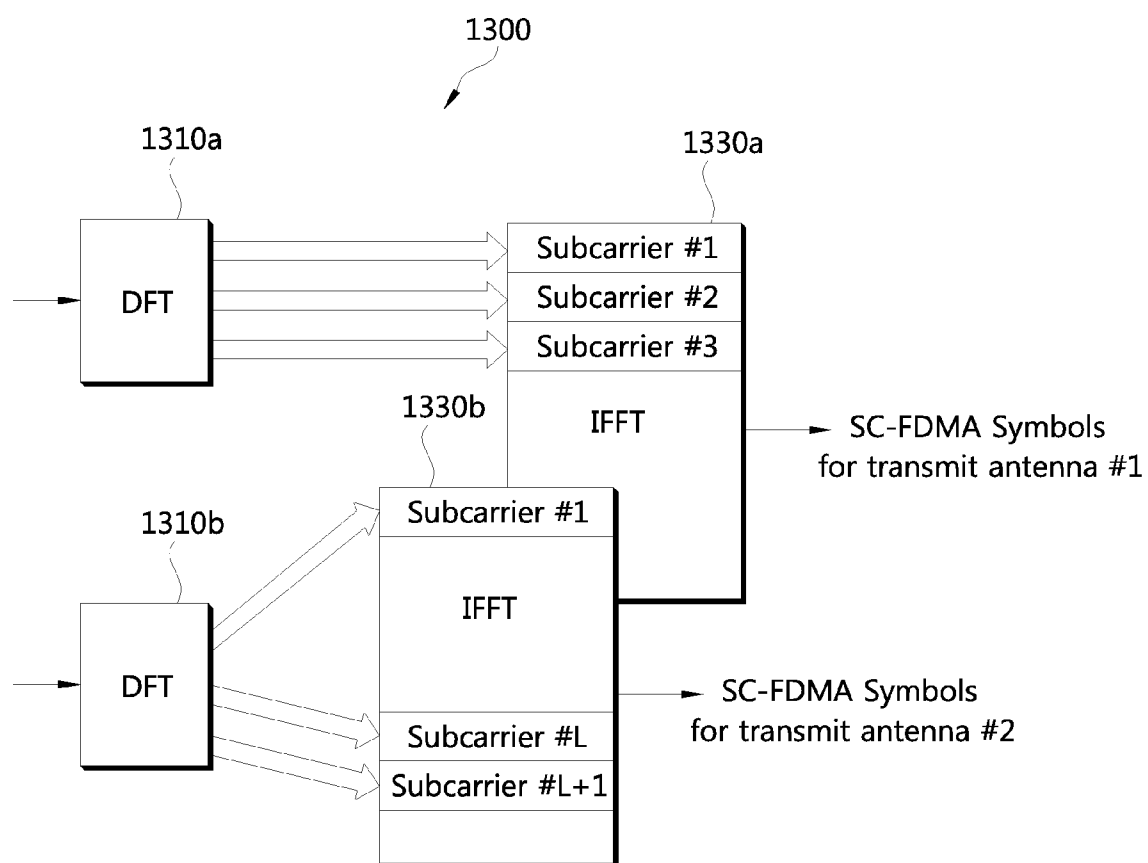 1300
1310a
1330a
DFT
Subcarrier #1
Subcarrier #2
Subcarrier #3
IFFT
SC-FDMA Symbols
for transmit antenna #1
1310b
1330b
DFT
Subcarrier #1
IFFT
Subcarrier #L
Subcarrier #L+1
SC-FDMA Symbols
for transmit antenna #2